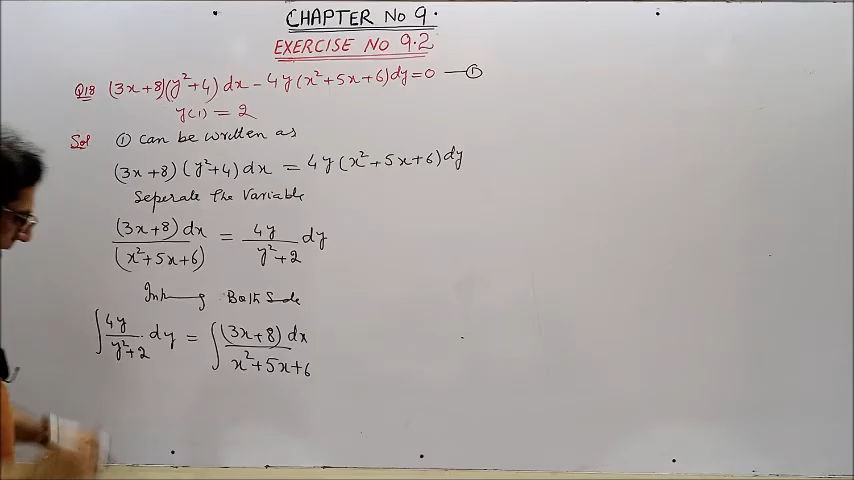 CHAPTER No 9.
EXERCISE No 9.2
Q18 (3x+8)(y²+4) dx - 4y(x²+5x+6)dy=0 — ①
y(1) = 2
Sol ① can be written as
(3x+8)(y²+4)dx = 4y(x²+5x+6)dy
Seperate the Variable
(3x+8)dx/(x²+5x+6) = 4y/y²+2 dy
Both Side
∫4y/y²+2 dy = ∫(3x+8)dx/x²+5x+6